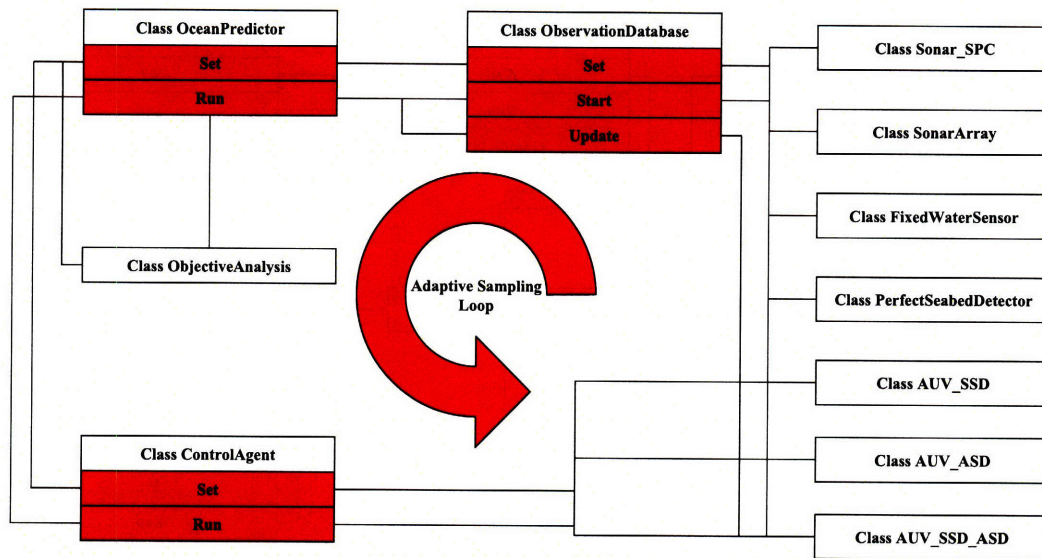 Class OceanPredictor
Set
Run
Class ObservationDatabase
Set
Start
Update
Class Sonar_SPC
Class SonarArray
Class FixedWaterSensor
Class PerfectSeabedDetector
Class ObjectiveAnalysis
Adaptive Sampling
Loop
Class AUV_SSD
Class AUV_ASD
Class AUV_SSD_ASD
Class ControlAgent
Set
Run